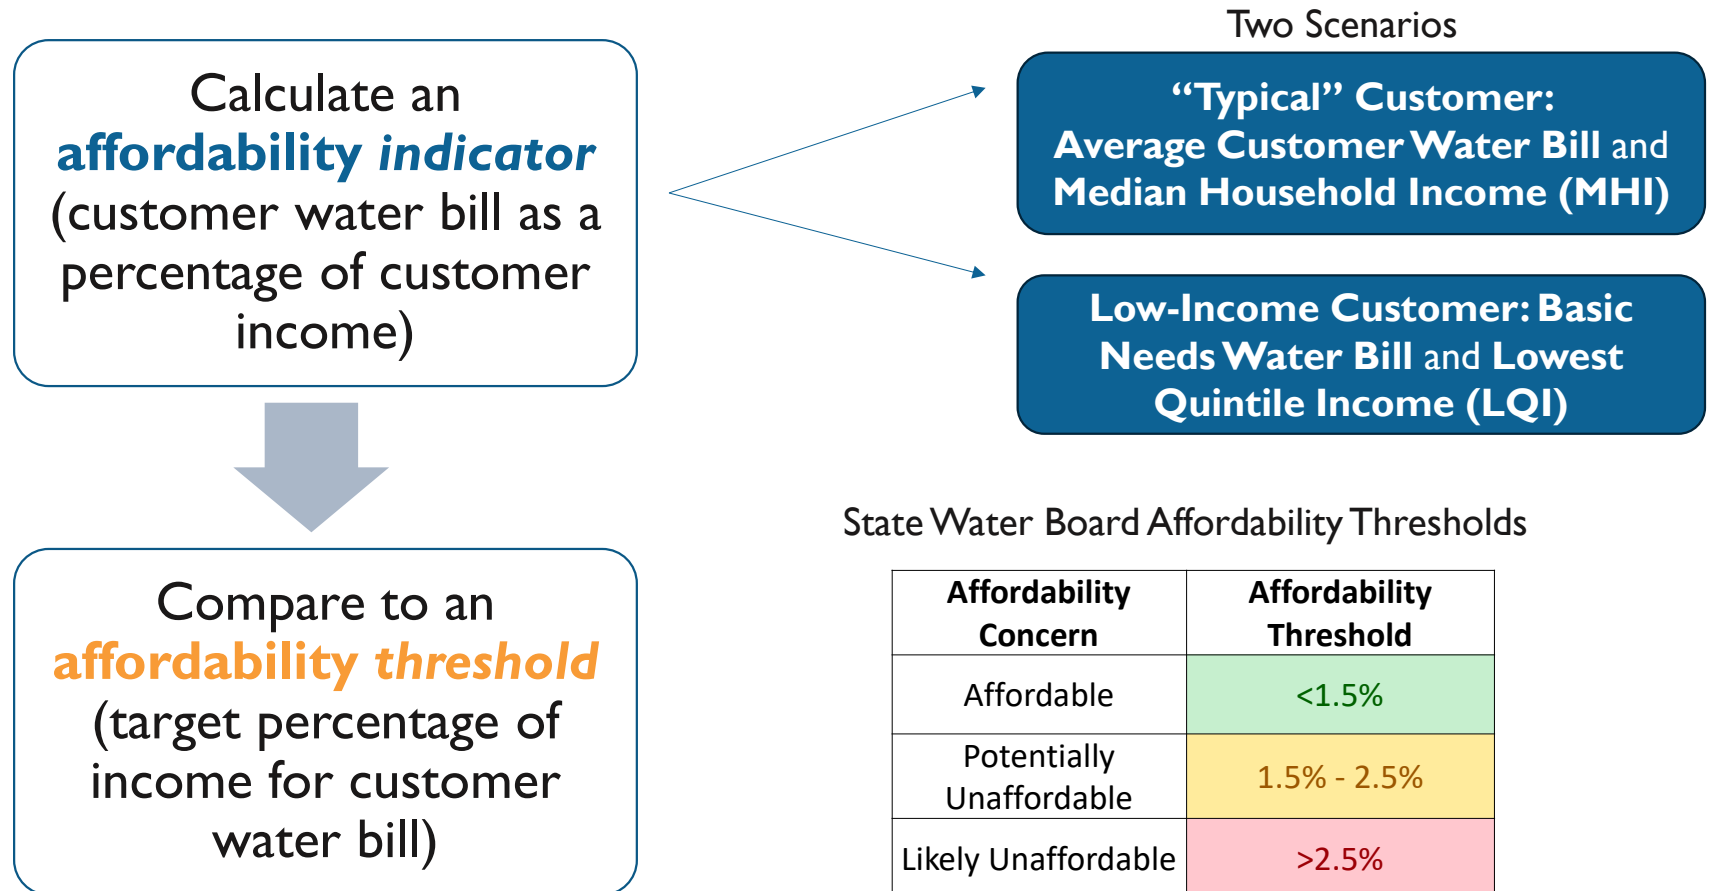 Calculate an
affordability indicator
(customer water bill as a
percentage of customer
income)
Compare to an
affordability threshold
(target percentage of
income for customer
water bill)
Two Scenarios
“Typical” Customer:
Average Customer Water Bill and
Median Household Income (MHI)
Low-Income Customer: Basic
Needs Water Bill and Lowest
Quintile Income (LQI)
State Water Board Affordability Thresholds
Affordability
Concern
Affordability
Threshold
Affordable
<1.5%
Potentially
Unaffordable
1.5% - 2.5%
Likely Unaffordable
>2.5%